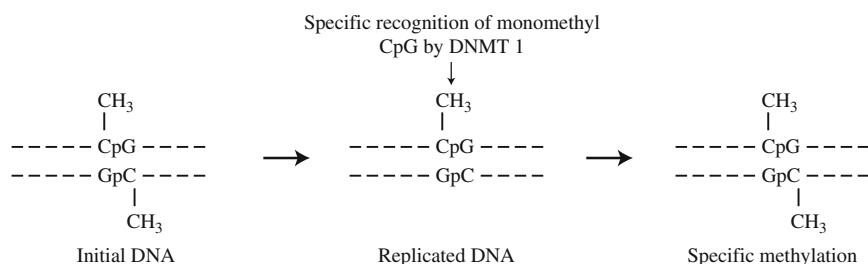 Specific recognition of monomethyl
CpG by DNMT 1
CH₃
CpG
GpC
CH₃
Initial DNA
CH₃
CpG
GpC
Replicated DNA
CH₃
CpG
GpC
CH₃
Specific methylation